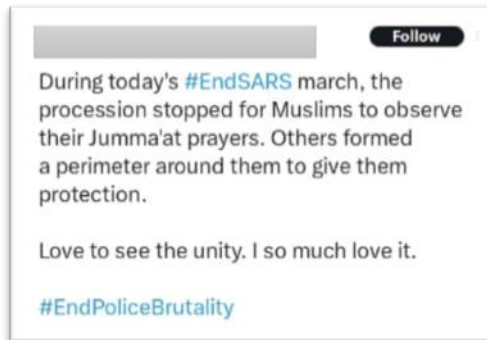 Follow
During today's #EndSARS march, the
procession stopped for Muslims to observe
their Jumma'at prayers. Others formed
a perimeter around them to give them
protection.
Love to see the unity. I so much love it.
#EndPoliceBrutality